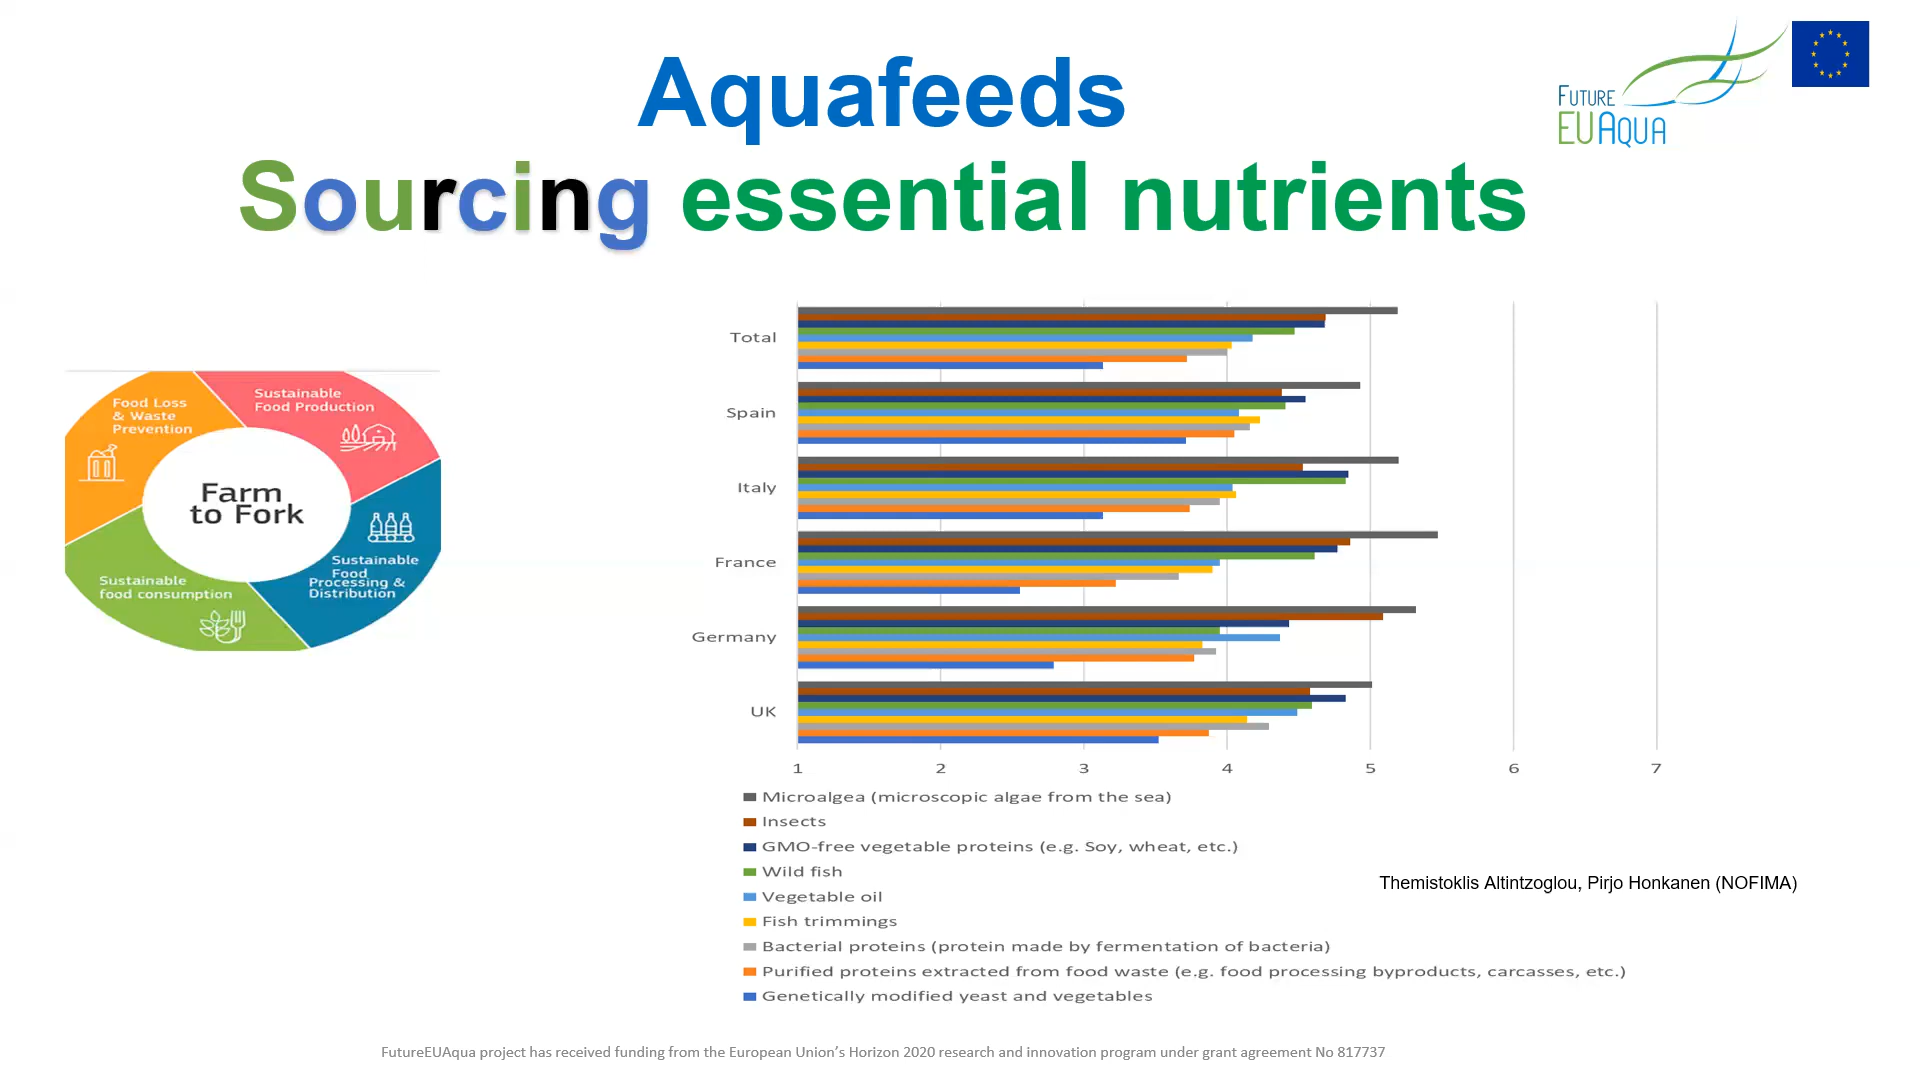 Aquafeeds
Sourcing essential nutrients
FUTURE
EUAQUA
Food Loss
& Waste
Prevention
Sustainable
Food Production
Farm
to Fork
Sustainable
Food
Processing &
Distribution
Sustainable
food consumption
Total
Spain
Italy
France
Germany
UK
1 2 3 4 5 6 7
Microalgea (microscopic algae from the sea)
Insects
GMO-free vegetable proteins (e.g. Soy, wheat, etc.)
Wild fish
Vegetable oil
Fish trimmings
Bacterial proteins (protein made by fermentation of bacteria)
Purified proteins extracted from food waste (e.g. food processing byproducts, carcasses, etc.)
Genetically modified yeast and vegetables
Themistoklis Altintzoglou, Pirjo Honkanen (NOFIMA)
FutureEUAqua project has received funding from the European Union’s Horizon 2020 research and innovation program under grant agreement No 817737